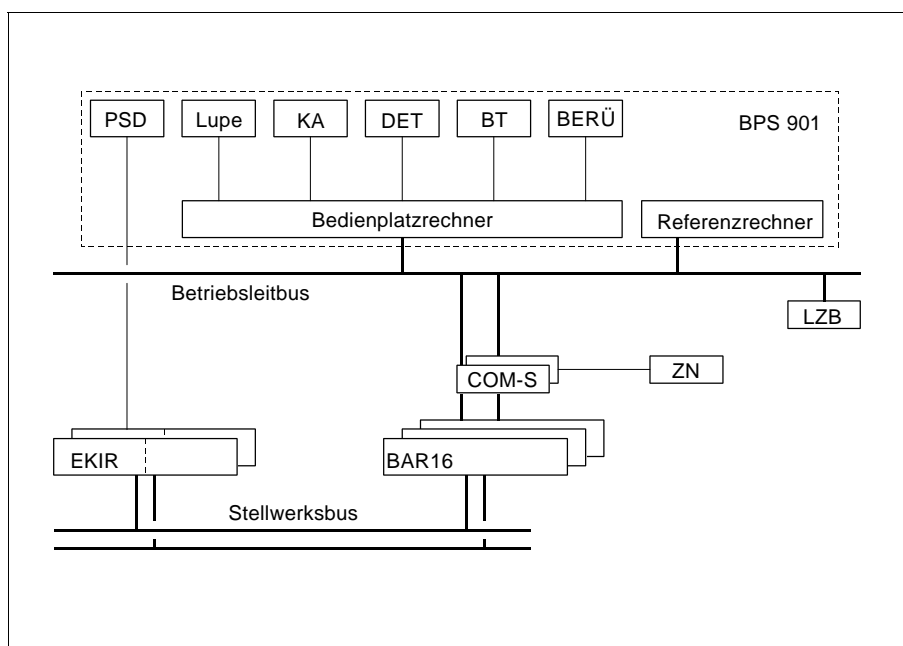 PSD
Lupe
KA
DET
BT
BERÜ
BPS 901
Bedienplatzrechner
Referenzrechner
Betriebsleitbus
LZB
COM-S
ZN
EKIR
BAR16
Stellwerksbus